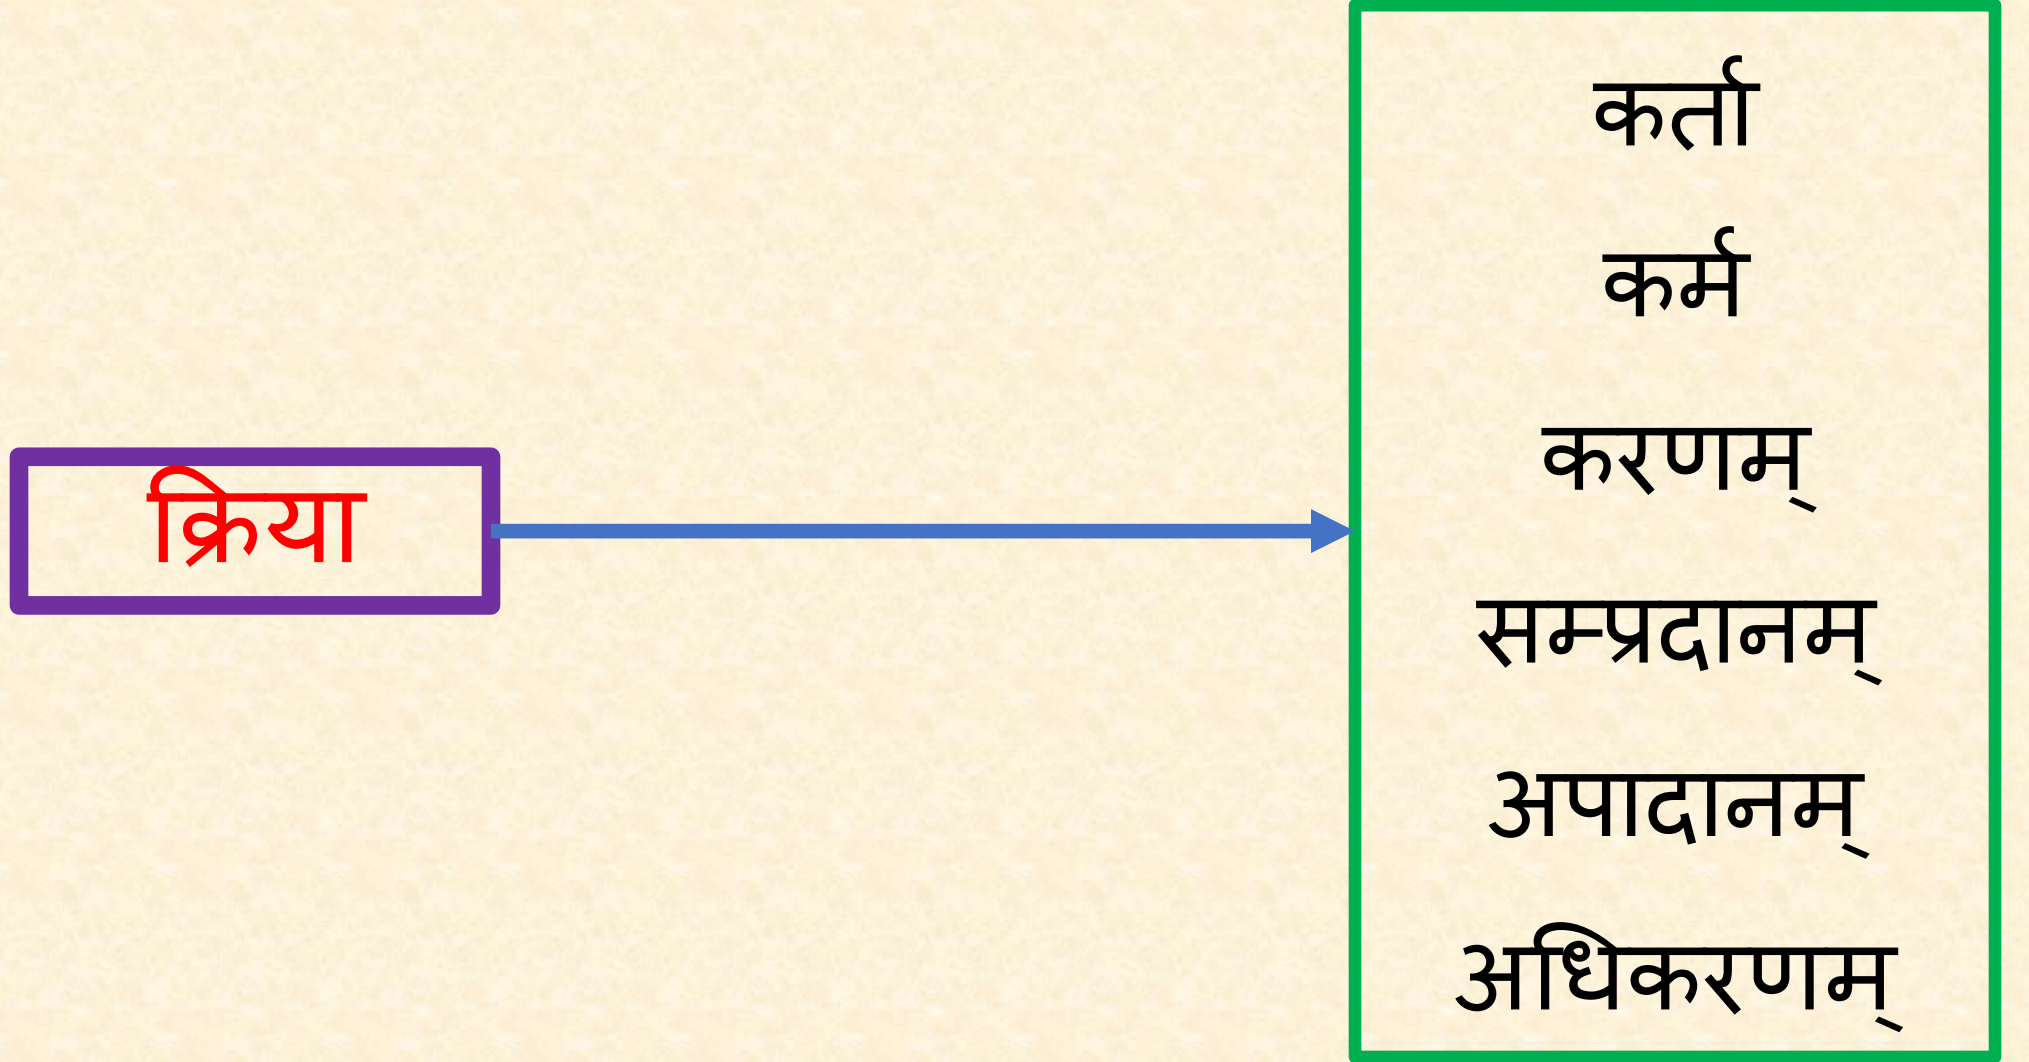 क्रिया
कर्ता
कर्म
करणम्
सम्प्रदानम्
अपादानम्
अधिकरणम्